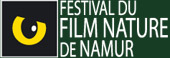 FESTIVAL DU
FILM NATURE
DE NAMUR